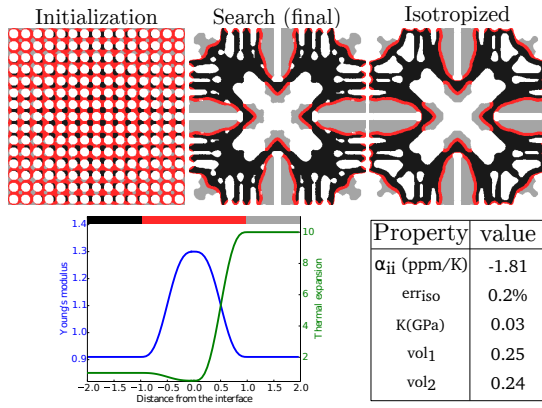 Initialization Search (final) Isotropized
1.4
1.3
1.2
1.1
1.0
0.9
Young's modulus
10
8
6
4
2
Thermal expansion
−2.0 −1.5 −1.0 −0.5 0.0 0.5 1.0 1.5 2.0
Distance from the interface
Property value
αii (ppm/K) -1.81
erriso 0.2%
K(GPa) 0.03
vol1 0.25
vol2 0.24